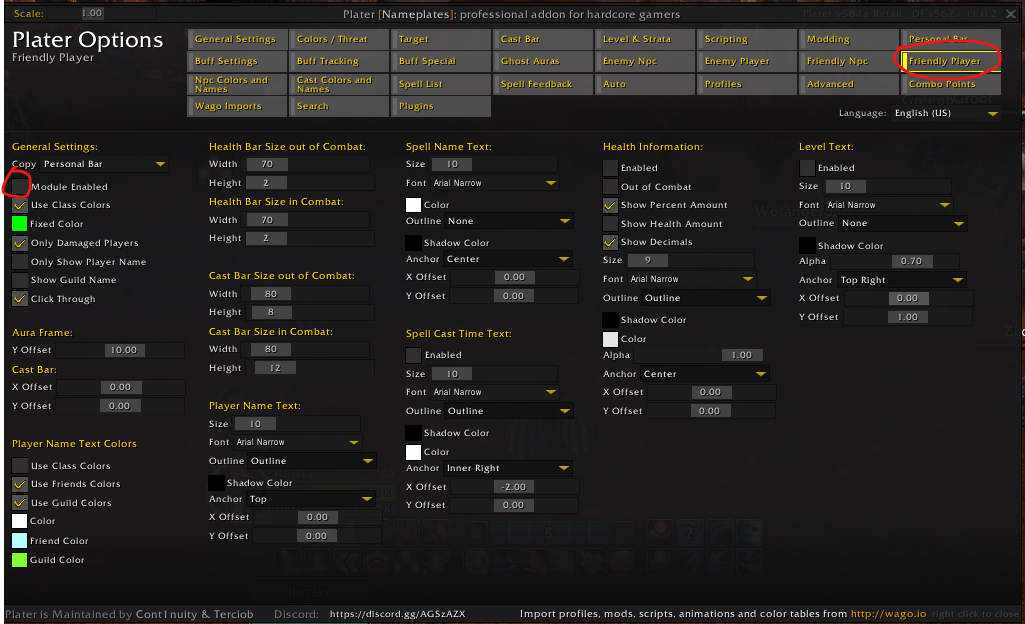 Scale: 1.00 Plater [Nameplates]: professional addon for hardcore gamers Plater v564a-Retail - DF v562 - 11.0.2
Plater Options
Friendly Player
General Settings Colors / Threat Target Cast Bar Level & Strata Scripting Modding Personal Bar
Buff Settings Buff Tracking Buff Special Ghost Auras Enemy Npc Enemy Player Friendly Npc Friendly Player
Npc Colors and Names Cast Colors and Names Spell List Spell Feedback Auto Profiles Advanced Combo Points
Wago Imports Search Plugins
Language: English (US)
General Settings:
Copy Personal Bar
Module Enabled
Use Class Colors
Fixed Color
Only Damaged Players
Only Show Player Name
Show Guild Name
Click Through
Aura Frame:
Y Offset 10.00
Cast Bar:
X Offset 0.00
Y Offset 0.00
Player Name Text Colors
Use Class Colors
Use Friends Colors
Use Guild Colors
Color
Friend Color
Guild Color
Health Bar Size out of Combat:
Width 70
Height 2
Health Bar Size in Combat:
Width 70
Height 2
Cast Bar Size out of Combat:
Width 80
Height 8
Cast Bar Size in Combat:
Width 80
Height 12
Player Name Text:
Size 10
Font Arial Narrow
Outline Outline
Shadow Color
Anchor Top
X Offset 0.00
Y Offset 0.00
Spell Name Text:
Size 10
Font Arial Narrow
Color
Outline None
Shadow Color
Anchor Center
X Offset 0.00
Y Offset 0.00
Spell Cast Time Text:
Enabled
Size 10
Font Arial Narrow
Outline Outline
Shadow Color
Color
Anchor Inner Right
X Offset -2.00
Y Offset 0.00
Health Information:
Enabled
Out of Combat
Show Percent Amount
Show Health Amount
Show Decimals
Size 9
Font Arial Narrow
Outline Outline
Shadow Color
Color
Alpha 1.00
Anchor Center
X Offset 0.00
Y Offset 0.00
Level Text:
Enabled
Size 10
Font Arial Narrow
Outline None
Shadow Color
Alpha 0.70
Anchor Top Right
X Offset 0.00
Y Offset 1.00
Plater is Maintained by Cont1nuity & Terciob Discord: https://discord.gg/AGSzAZX Import profiles, mods, scripts, animations and color tables from http://wago.io right click to close